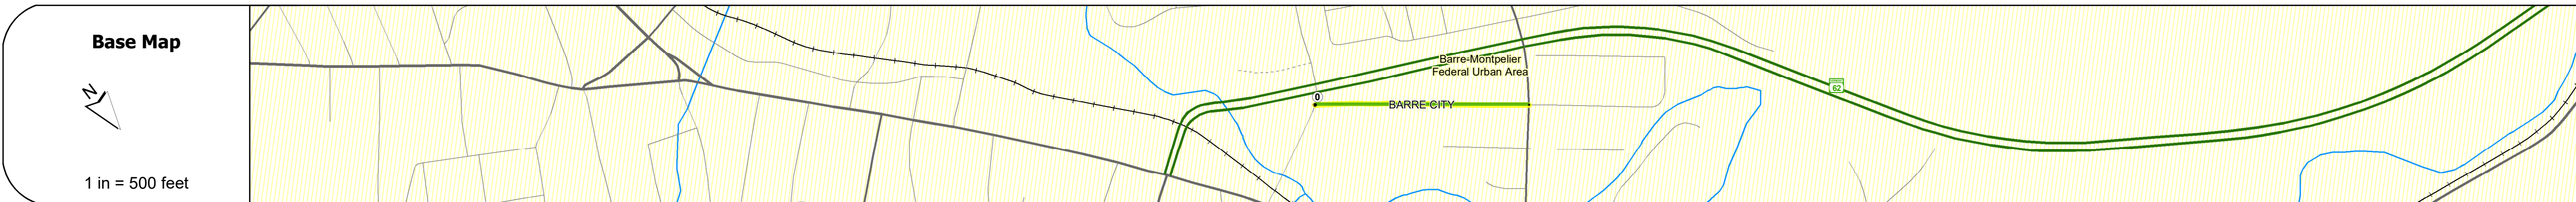 Base Map
N
1 in = 500 feet
Barre-Montpelier
Federal Urban Area
0
BARRE CITY
62